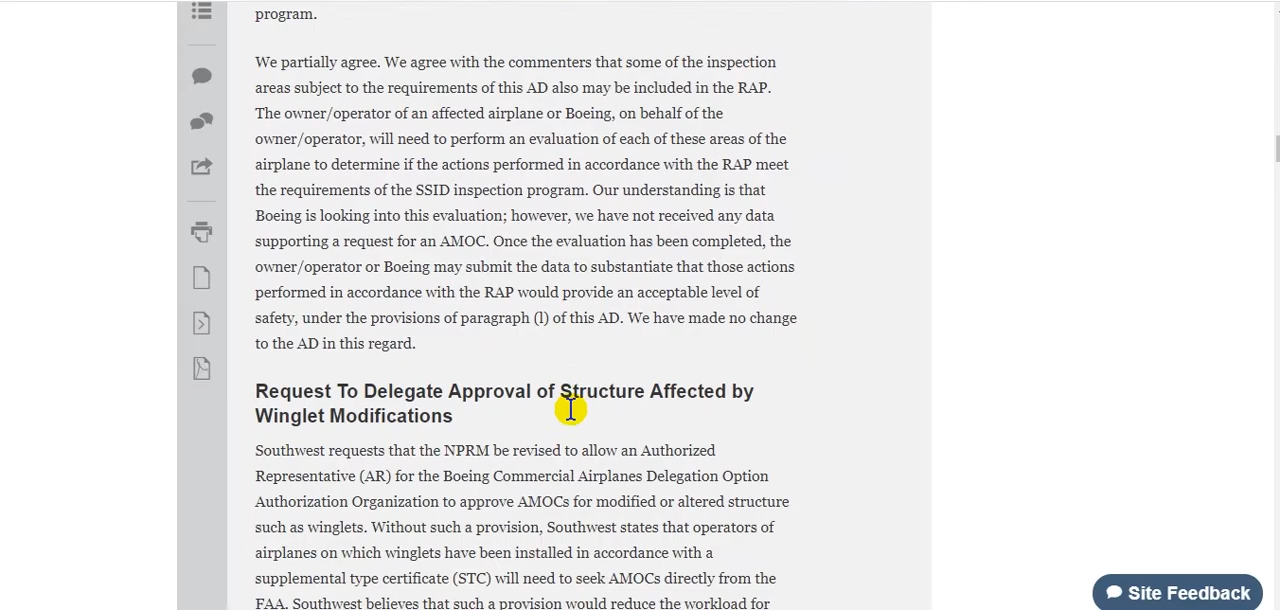 program.
We partially agree. We agree with the commenters that some of the inspection
areas subject to the requirements of this AD also may be included in the RAP.
The owner/operator of an affected airplane or Boeing, on behalf of the
owner/operator, will need to perform an evaluation of each of these areas of the
airplane to determine if the actions performed in accordance with the RAP meet
the requirements of the SSID inspection program. Our understanding is that
Boeing is looking into this evaluation; however, we have not received any data
supporting a request for an AMOC. Once the evaluation has been completed, the
owner/operator or Boeing may submit the data to substantiate that those actions
performed in accordance with the RAP would provide an acceptable level of
safety, under the provisions of paragraph (l) of this AD. We have made no change
to the AD in this regard.
Request To Delegate Approval of Structure Affected by
Winglet Modifications
Southwest requests that the NPRM be revised to allow an Authorized
Representative (AR) for the Boeing Commercial Airplanes Delegation Option
Authorization Organization to approve AMOCs for modified or altered structure
such as winglets. Without such a provision, Southwest states that operators of
airplanes on which winglets have been installed in accordance with a
supplemental type certificate (STC) will need to seek AMOCs directly from the
FAA. Southwest believes that such a provision would reduce the workload for
Site Feedback